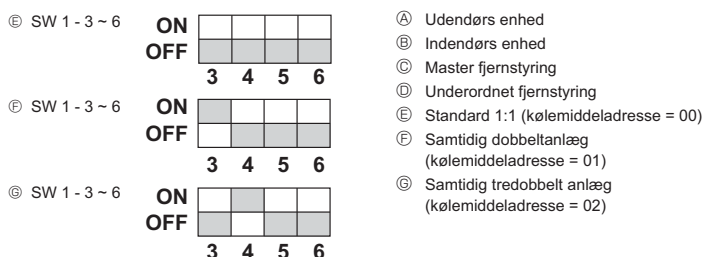 Ⓔ SW 1 - 3 ~ 6
ON
OFF
3 4 5 6
Ⓕ SW 1 - 3 ~ 6
ON
OFF
3 4 5 6
Ⓖ SW 1 - 3 ~ 6
ON
OFF
3 4 5 6
Ⓐ Udendørs enhed
Ⓑ Indendørs enhed
Ⓒ Master fjernstyring
Ⓓ Underordnet fjernstyring
Ⓔ Standard 1:1 (kølemiddeladresse = 00)
Ⓕ Samtidig dobbeltanlæg
(kølemiddeladresse = 01)
Ⓖ Samtidig tredobbelt anlæg
(kølemiddeladresse = 02)